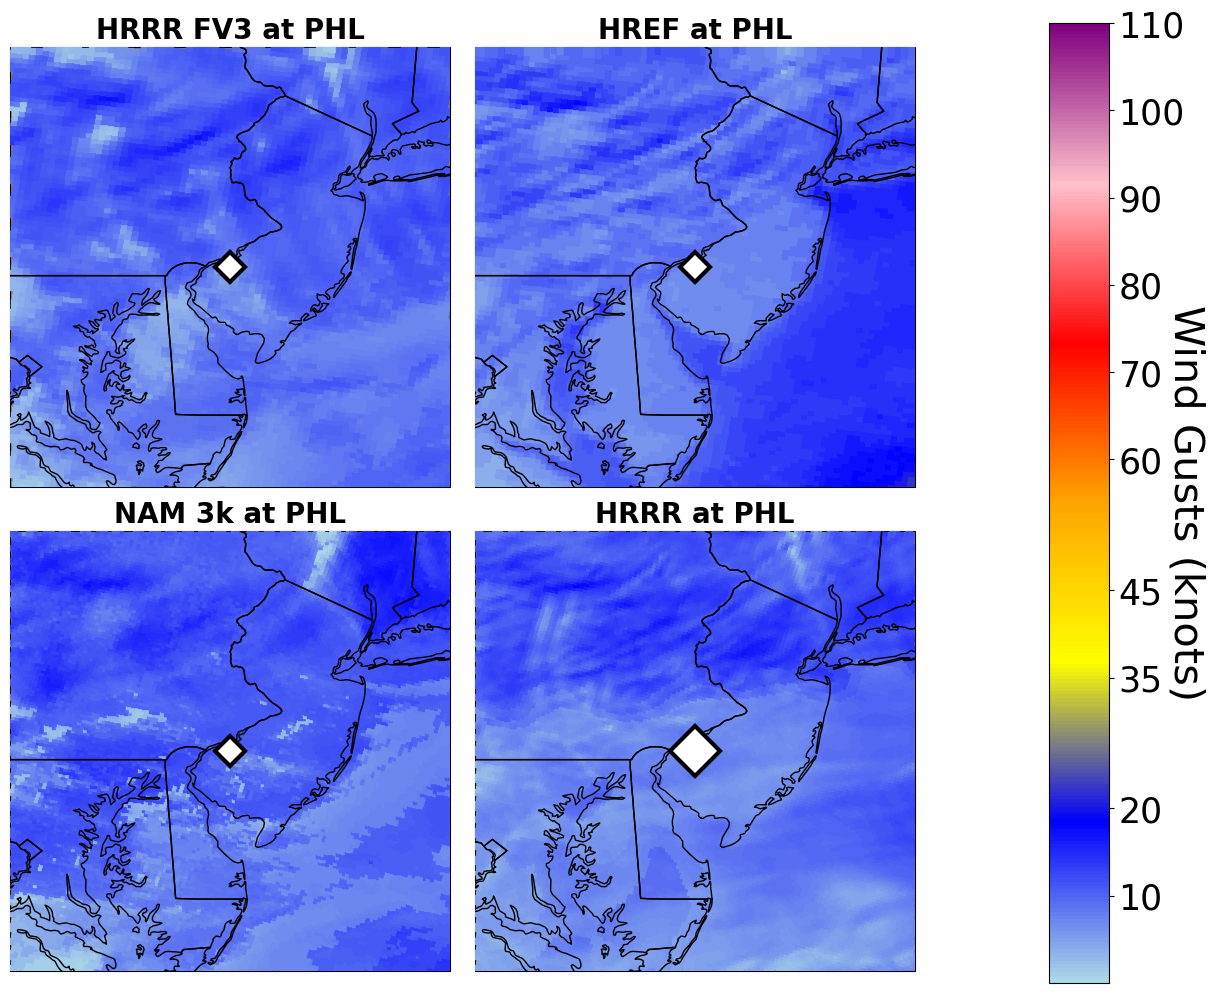 HRRR FV3 at PHL
HREF at PHL
NAM 3k at PHL
HRRR at PHL
110
100
90
80
70
60
45
35
20
10
Wind Gusts (knots)